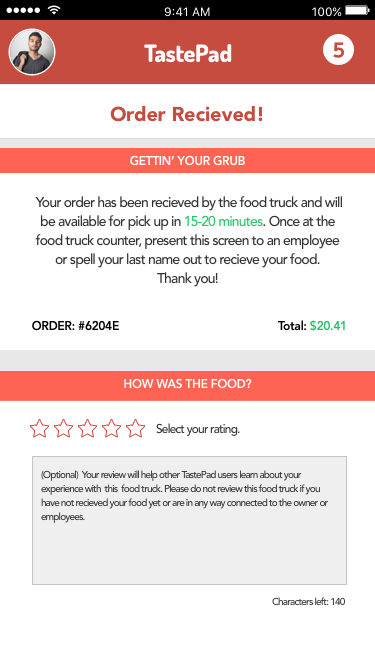 9:41 AM 100%
TastePad 5
Order Recieved!
GETTIN' YOUR GRUB
Your order has been recieved by the food truck and will
be available for pick up in 15-20 minutes. Once at the
food truck counter, present this screen to an employee
or spell your last name out to recieve your food.
Thank you!
ORDER: #6204E Total: $20.41
HOW WAS THE FOOD?
Select your rating.
(Optional) Your review will help other TastePad users learn about your
experience with this food truck. Please do not review this food truck if you
have not recieved your food yet or are in any way connected to the owner or
employees.
Characters left: 140